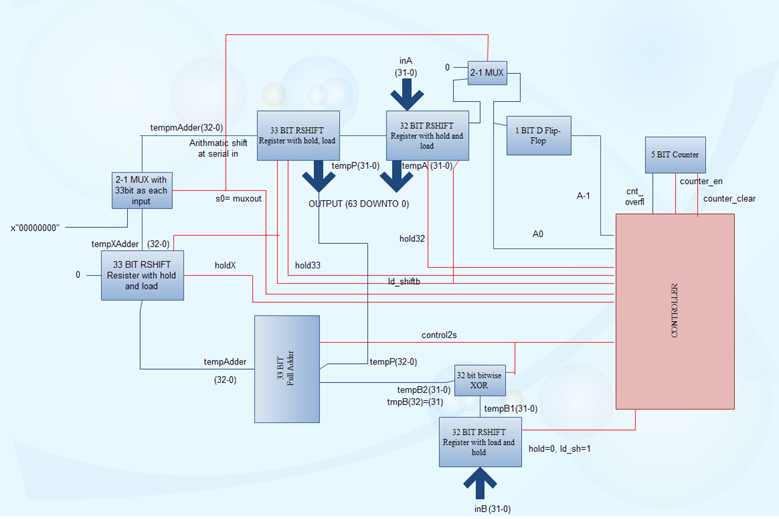 inA
(31-0)
0
2-1 MUX
tempmAdder(32-0)
Arithmatic shift
at serial in
33 BIT RSHIFT
Register with hold, load
32 BIT RSHIFT
Register with hold and
load
1 BIT D Flip-
Flop
5 BIT Counter
tempP(31-0)
tempA (31-0)
OUTPUT (63 DOWNTO 0)
2-1 MUX with
33bit as each
input
s0= muxout
x"00000000"
cnt_
overfl
counter_en
counter_clear
A-1
A0
tempXAdder (32-0)
hold32
33 BIT RSHIFT
Resister with hold
and load
0
holdX
hold33
ld_shiftb
CONTROLLER
control2s
33 BIT
Full Adder
tempAdder
(32-0)
tempP(32-0)
32 bit bitwise
XOR
tempB2(31-0)
tmpB(32)=(31)
tempB1(31-0)
32 BIT RSHIFT
Register with load and
hold
hold=0, ld_sh=1
inB (31-0)